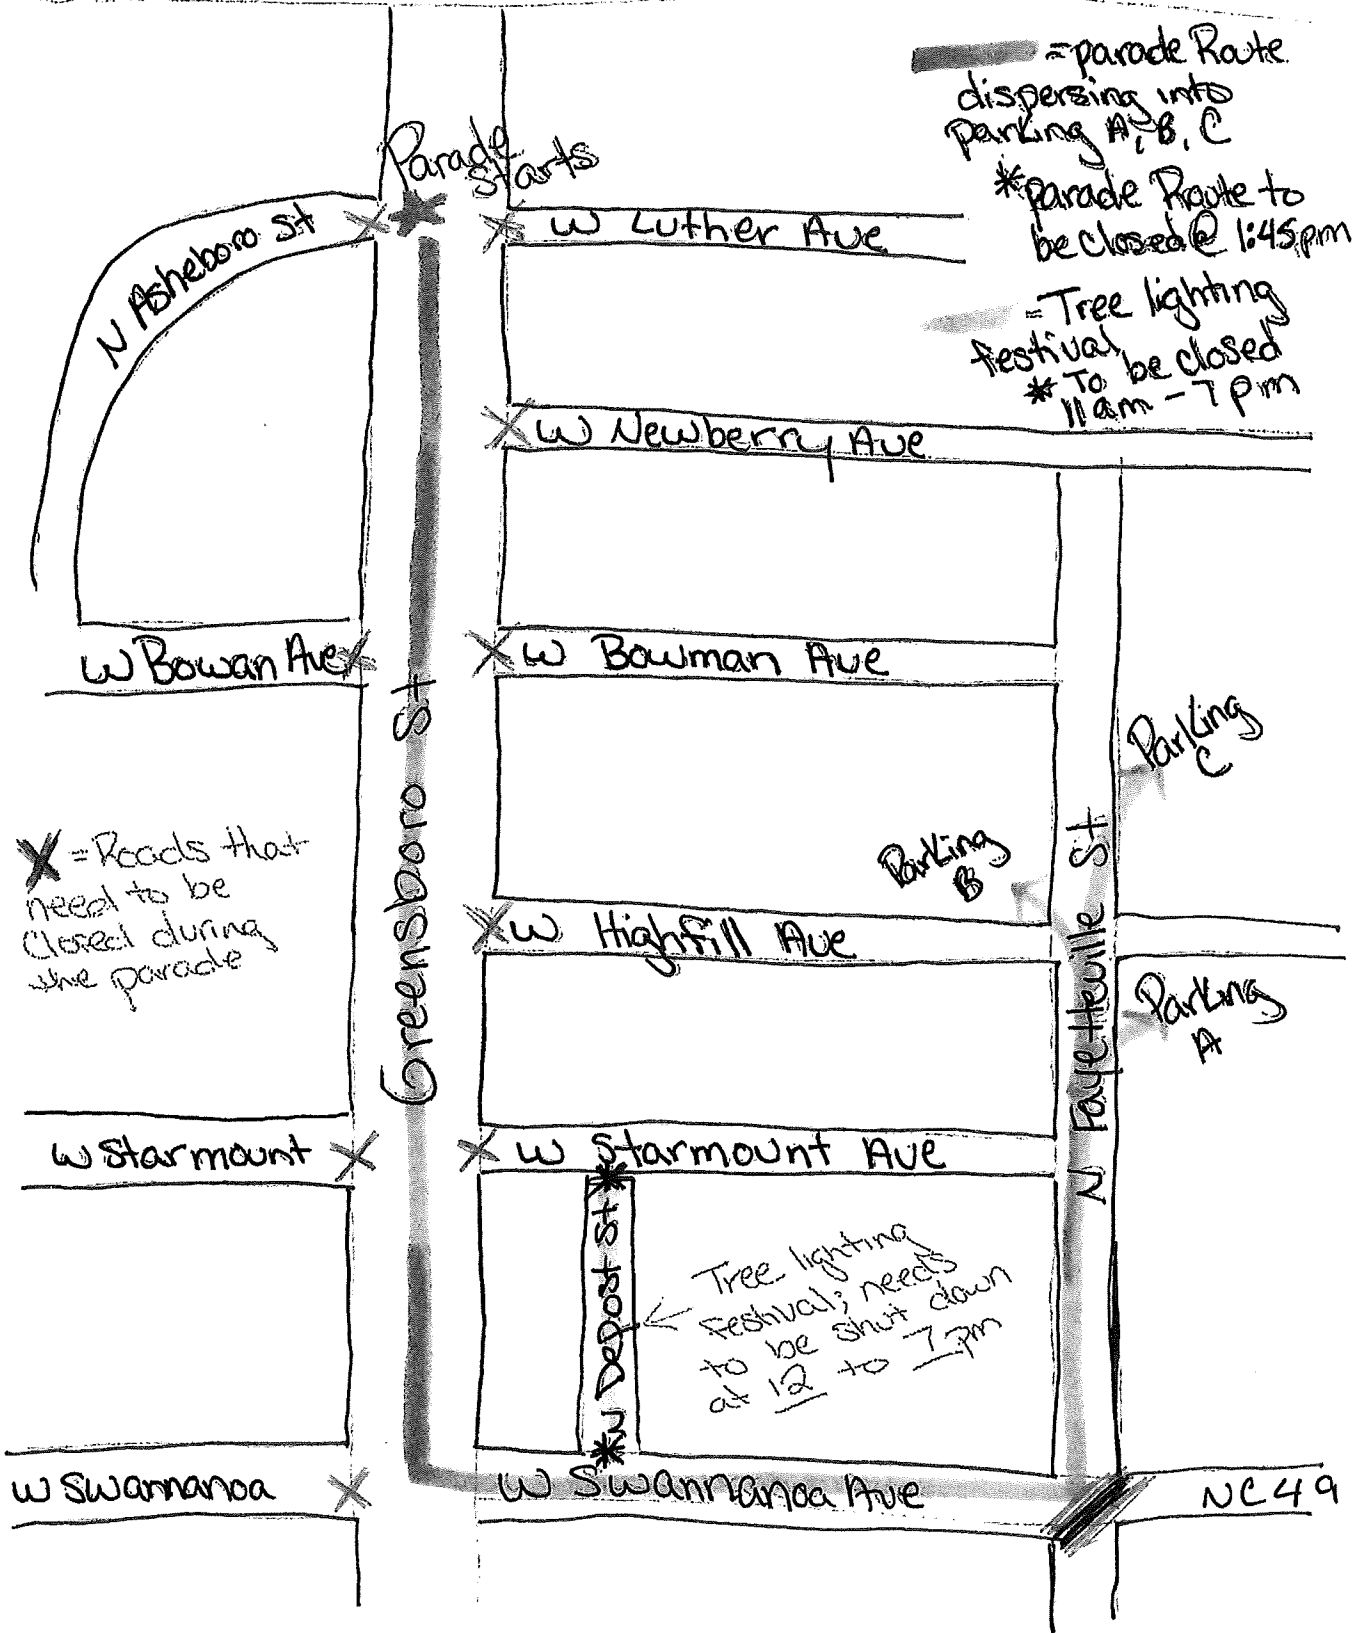 = parade Route
dispersing into
parking A, B, C
* parade Route to
be closed @ 1:45pm
= Tree lighting
festival
* To be closed
11am - 7pm
Parade
starts
N Asheboro St
W Luther Ave
W Newberry Ave
W Bowan Ave
W Bowman Ave
Greensboro St
Parking
C
X = Roads that
need to be
closed during
the parade
Parking
B
W Highfill Ave
N Fayetteville St
Parking
A
W Starmount
W Starmount Ave
N Depost St
Tree lighting
festival; needs
to be shut down
at 12 to 7pm
W Swannanoa
W Swannanoa Ave
NC 49